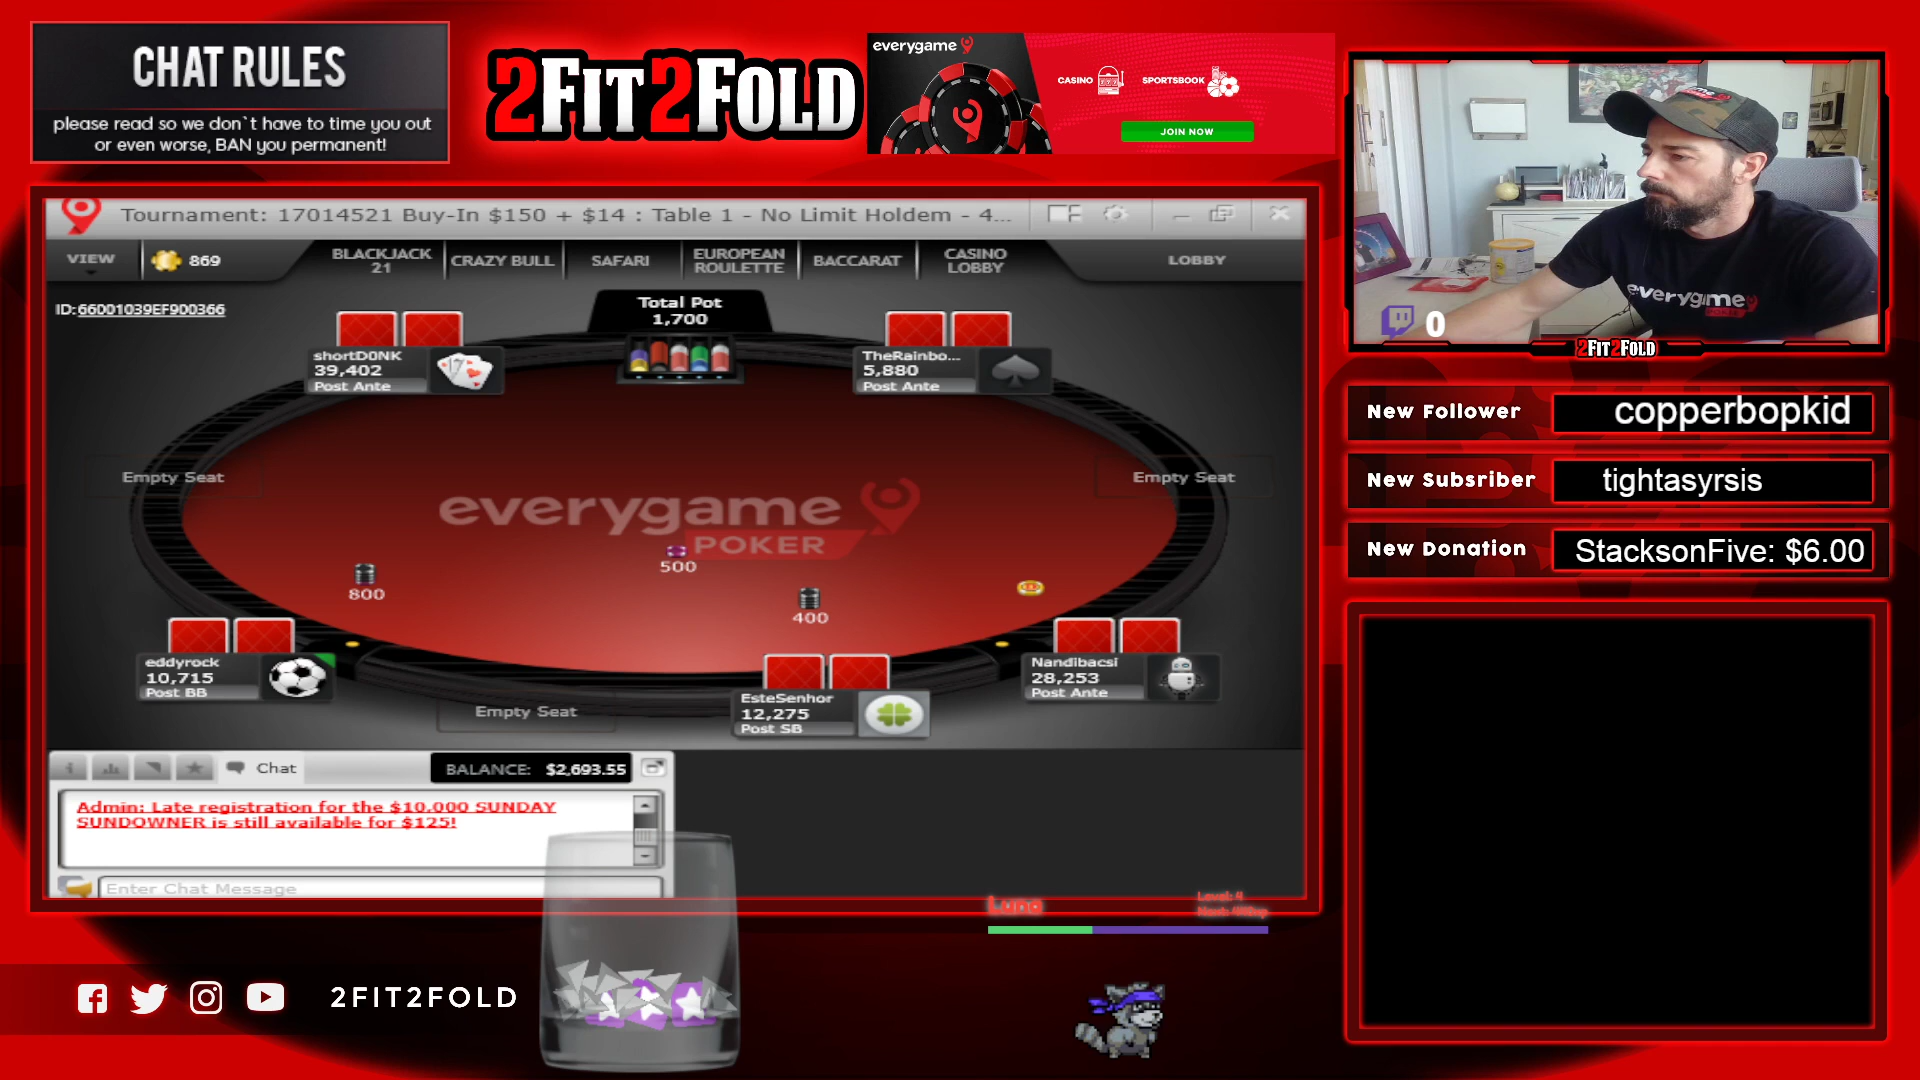 CHAT RULES
please read so we don`t have to time you out
or even worse, BAN you permanent!
2FIT2FOLD
everygame
CASINO
SPORTSBOOK
JOIN NOW
Tournament: 17014521 Buy-In $150 + $14 : Table 1 - No Limit Holdem - 4...
VIEW
869
BLACKJACK
21
CRAZY BULL
SAFARI
EUROPEAN
ROULETTE
BACCARAT
CASINO
LOBBY
LOBBY
ID:66001039EF900366
Total Pot
1,700
shortD0NK
39,402
Post Ante
TheRainbo...
5,880
Post Ante
Empty Seat
Empty Seat
everygame
POKER
500
800
400
eddyrock
10,715
Post BB
Empty Seat
EsteSenhor
12,275
Post SB
Nandibacsi
28,253
Post Ante
Chat
BALANCE: $2,693.55
Admin: Late registration for the $10,000 SUNDAY
SUNDOWNER is still available for $125!
Enter Chat Message
everygame
POKER
0
2FIT2FOLD
New Follower
copperbopkid
New Subsriber
tightasyrsis
New Donation
StacksonFive: $6.00
Luna
Level: 4
2FIT2FOLD